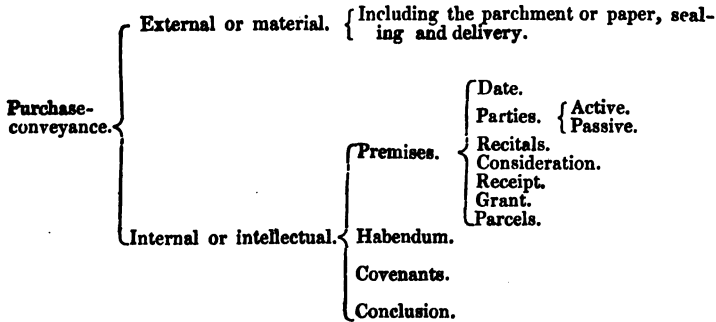 External or material.
Including the parchment or paper, seal-
ing and delivery.
Purchase-
conveyance.
Date.
Parties.
Active.
Passive.
Recitals.
Consideration.
Receipt.
Grant.
Parcels.
Premises.
Internal or intellectual.
Habendum.
Covenants.
Conclusion.